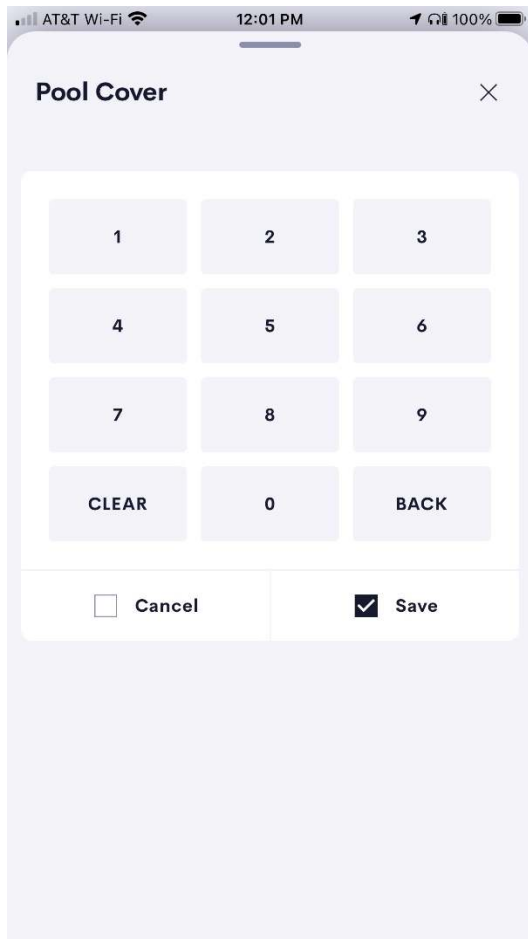 AT&T Wi-Fi 12:01 PM 100%
Pool Cover
1 2 3
4 5 6
7 8 9
CLEAR 0 BACK
Cancel Save